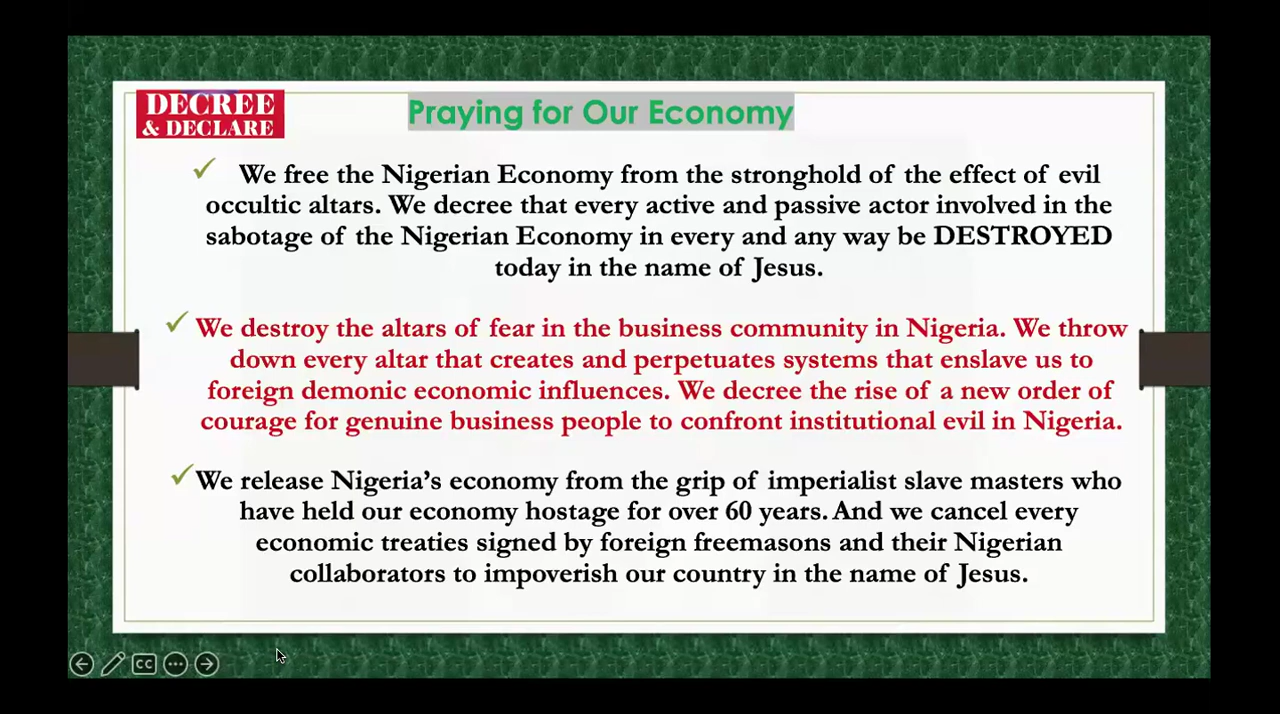 DECREE
& DECLARE
Praying for Our Economy
✓ We free the Nigerian Economy from the stronghold of the effect of evil
occultic altars. We decree that every active and passive actor involved in the
sabotage of the Nigerian Economy in every and any way be DESTROYED
today in the name of Jesus.
✓ We destroy the altars of fear in the business community in Nigeria. We throw
down every altar that creates and perpetuates systems that enslave us to
foreign demonic economic influences. We decree the rise of a new order of
courage for genuine business people to confront institutional evil in Nigeria.
✓ We release Nigeria’s economy from the grip of imperialist slave masters who
have held our economy hostage for over 60 years. And we cancel every
economic treaties signed by foreign freemasons and their Nigerian
collaborators to impoverish our country in the name of Jesus.
CC